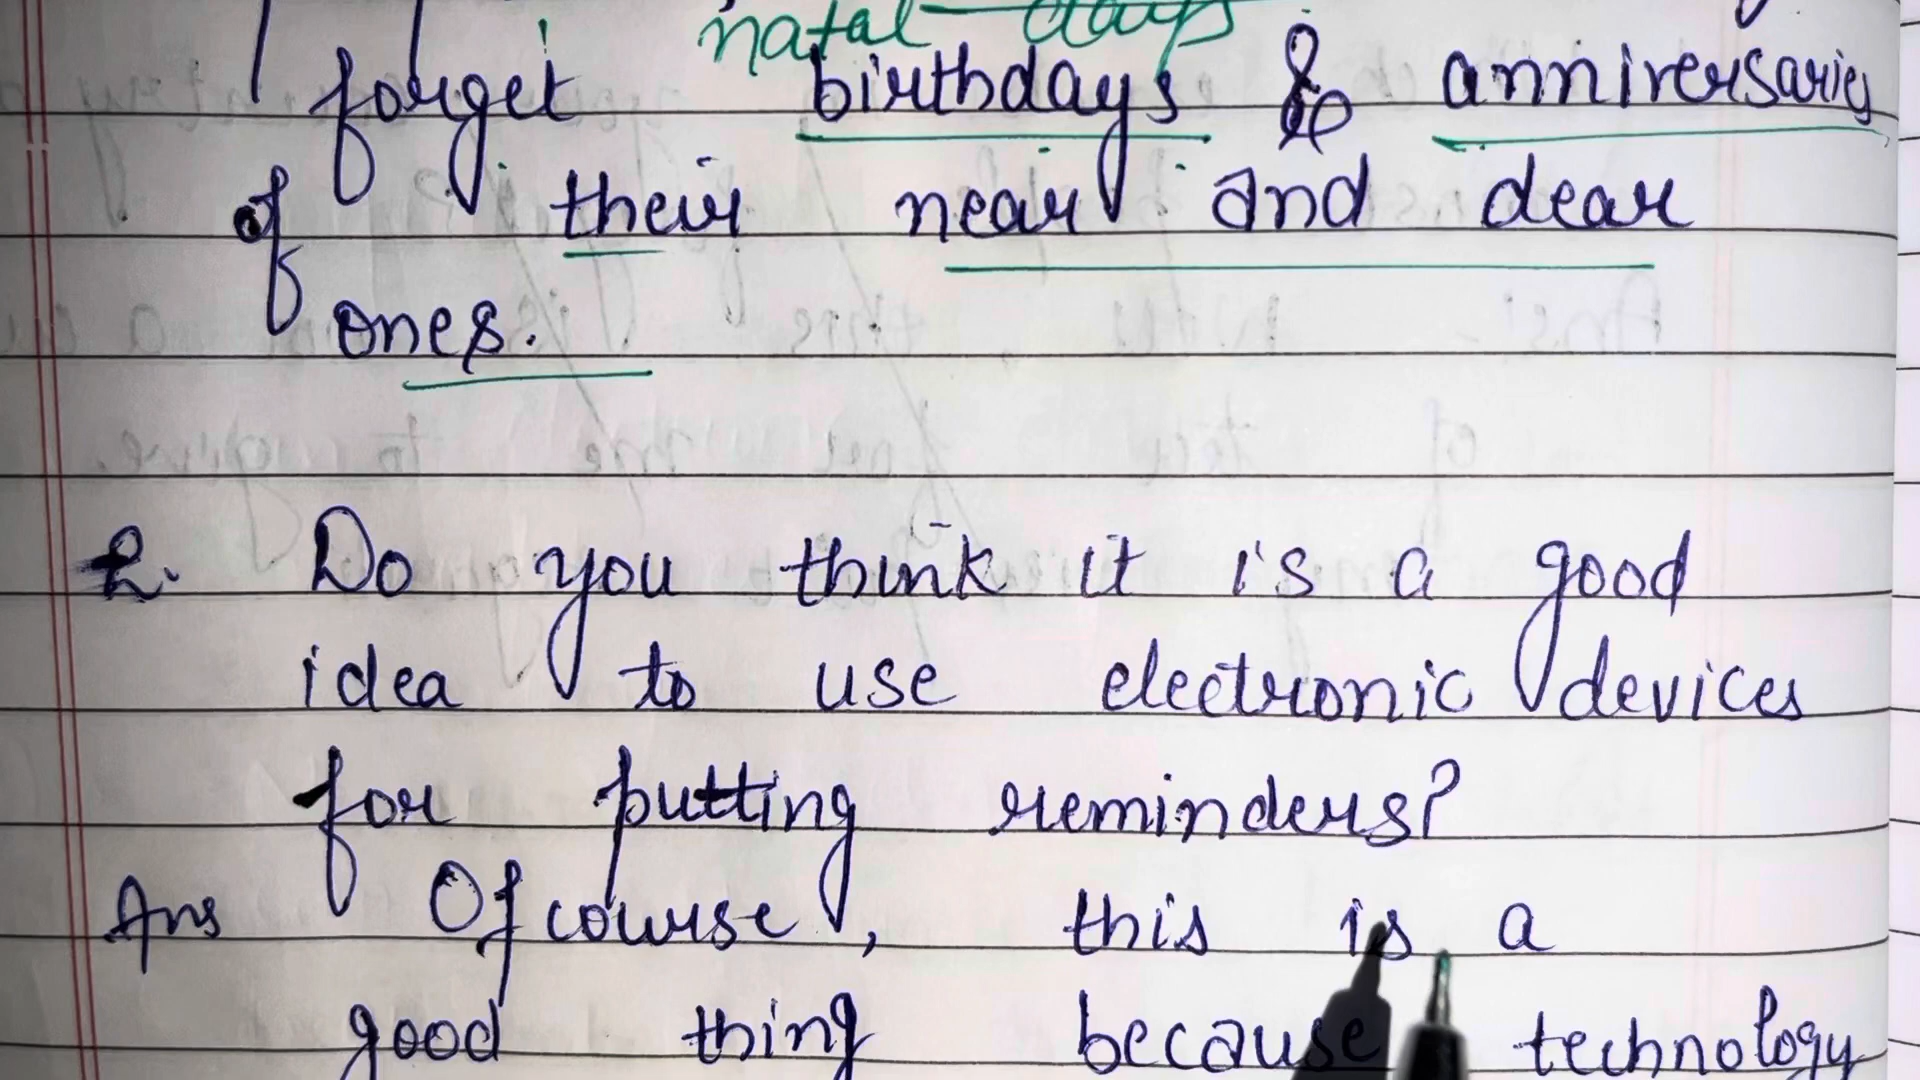 natal days
forget birthdays & anniversaries
of their near and dear
ones.
2. Do you think it is a good
idea to use electronic devices
for putting reminders?
Ans Of course, this is a
good thing because technology